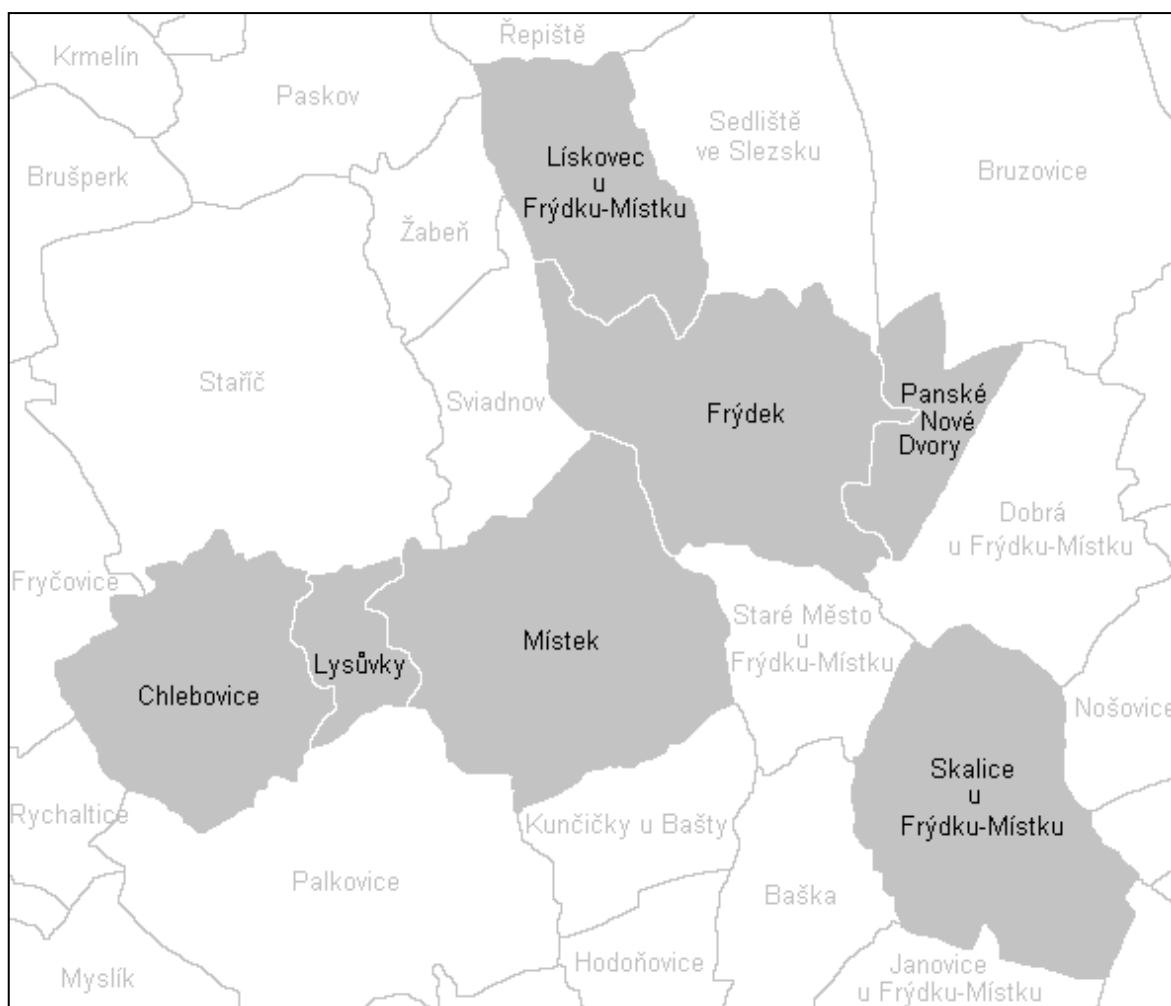 Řepiště
Krmelín
Paskov
Sedliště
ve Slezsku
Lískovec
u
Frýdku-Místku
Bruzovice
Brušperk
Žabeň
Staříč
Sviadnov
Frýdek
Panské
Nové
Dvory
Dobrá
u Frýdku-Místku
Fryčovice
Staré Město
u
Frýdku-Místku
Místek
Lysůvky
Chlebovice
Nošovice
Skalice
u
Frýdku-Místku
Rychaltice
Kunčičky u Bašty
Palkovice
Baška
Hodoňovice
Janovice
u Frýdku-Místku
Myslík